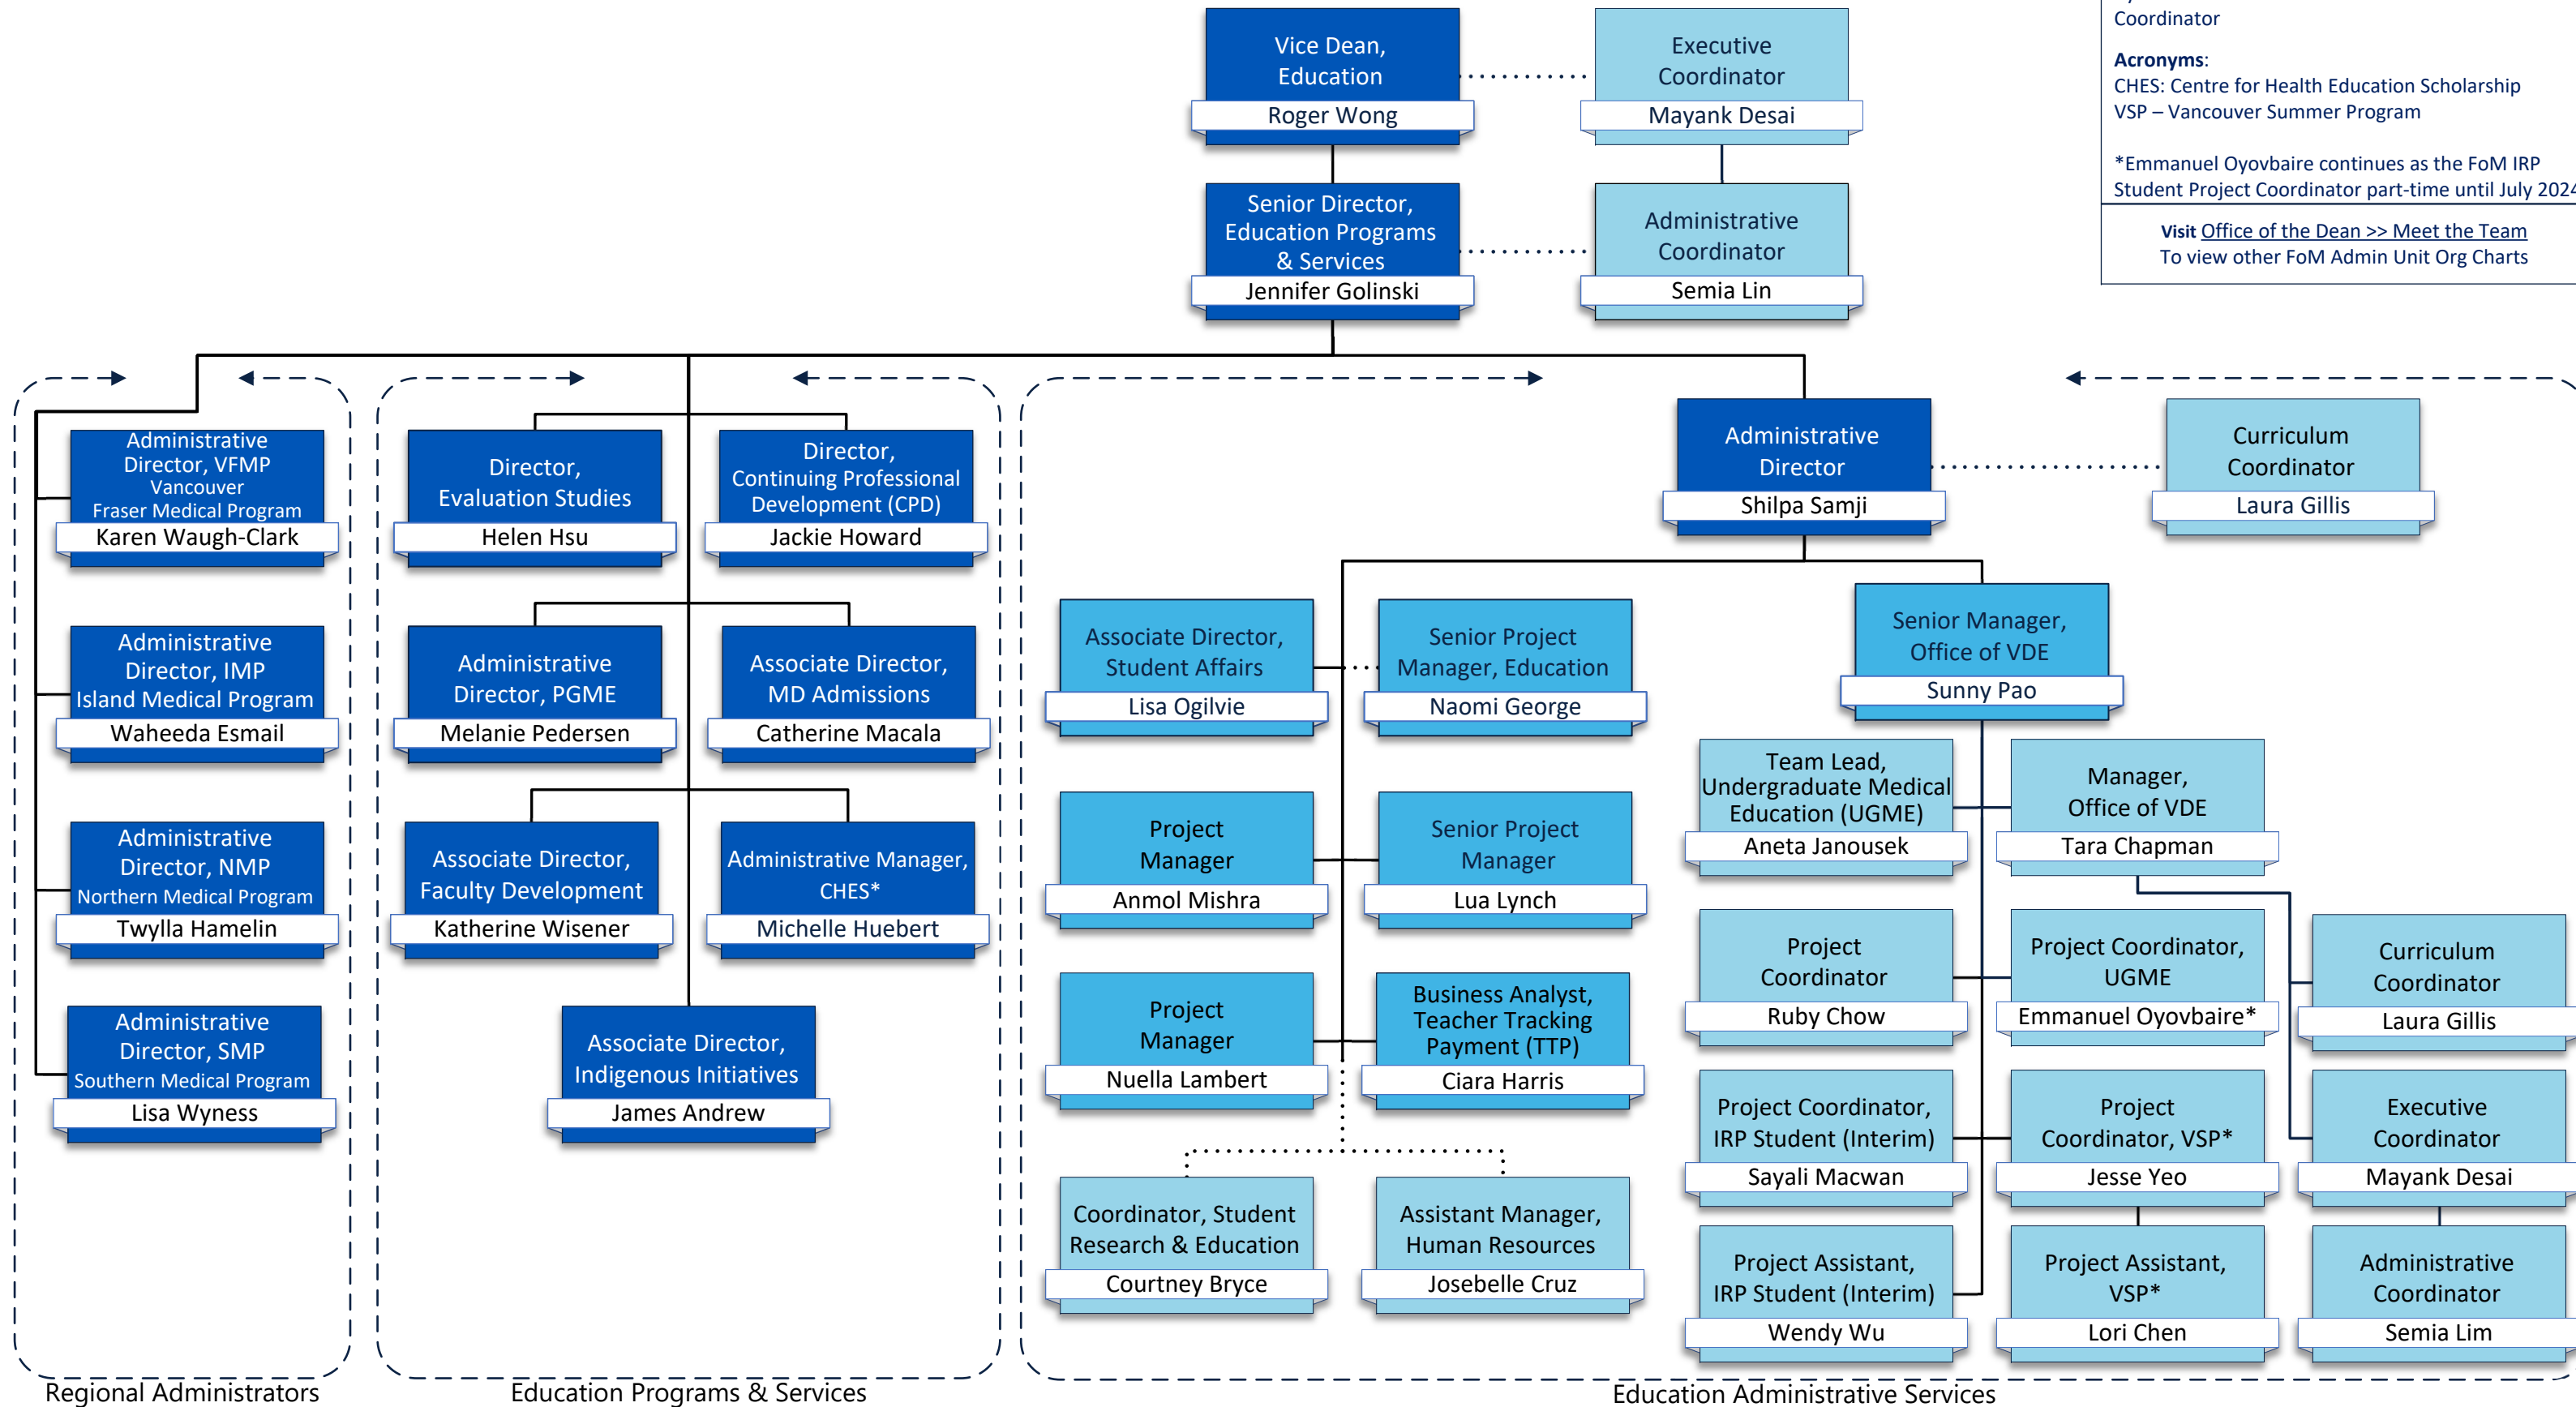 Coordinator
Acronyms:
CHES: Centre for Health Education Scholarship
VSP – Vancouver Summer Program
*Emmanuel Oyovbaire continues as the FoM IRP
Student Project Coordinator part-time until July 2024
Visit Office of the Dean >> Meet the Team
To view other FoM Admin Unit Org Charts
Vice Dean,
Education
Roger Wong
Executive
Coordinator
Mayank Desai
Senior Director,
Education Programs
& Services
Jennifer Golinski
Administrative
Coordinator
Semia Lin
Administrative
Director, VFMP
Vancouver
Fraser Medical Program
Karen Waugh-Clark
Administrative
Director, IMP
Island Medical Program
Waheeda Esmail
Administrative
Director, NMP
Northern Medical Program
Twylla Hamelin
Administrative
Director, SMP
Southern Medical Program
Lisa Wyness
Regional Administrators
Director,
Evaluation Studies
Helen Hsu
Director,
Continuing Professional
Development (CPD)
Jackie Howard
Administrative
Director, PGME
Melanie Pedersen
Associate Director,
MD Admissions
Catherine Macala
Associate Director,
Faculty Development
Katherine Wisener
Administrative Manager,
CHES*
Michelle Huebert
Associate Director,
Indigenous Initiatives
James Andrew
Education Programs & Services
Administrative
Director
Shilpa Samji
Curriculum
Coordinator
Laura Gillis
Associate Director,
Student Affairs
Lisa Ogilvie
Senior Project
Manager, Education
Naomi George
Project
Manager
Anmol Mishra
Senior Project
Manager
Lua Lynch
Project
Manager
Nuella Lambert
Business Analyst,
Teacher Tracking
Payment (TTP)
Ciara Harris
Coordinator, Student
Research & Education
Courtney Bryce
Assistant Manager,
Human Resources
Josebelle Cruz
Senior Manager,
Office of VDE
Sunny Pao
Team Lead,
Undergraduate Medical
Education (UGME)
Aneta Janousek
Manager,
Office of VDE
Tara Chapman
Project
Coordinator
Ruby Chow
Project Coordinator,
UGME
Emmanuel Oyovbaire*
Curriculum
Coordinator
Laura Gillis
Project Coordinator,
IRP Student (Interim)
Sayali Macwan
Project
Coordinator, VSP*
Jesse Yeo
Executive
Coordinator
Mayank Desai
Project Assistant,
IRP Student (Interim)
Wendy Wu
Project Assistant,
VSP*
Lori Chen
Administrative
Coordinator
Semia Lim
Education Administrative Services